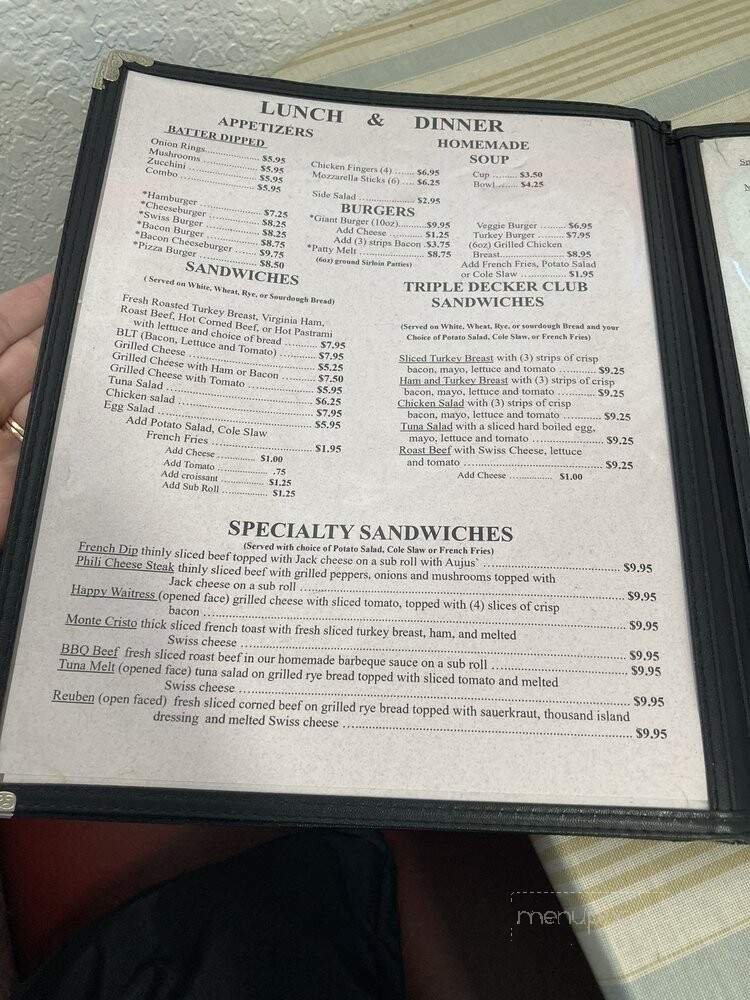 LUNCH & DINNER
APPETIZERS
BATTER DIPPED
Onion Rings............ $5.95
Mushrooms ............ $5.95
Zucchini ............ $5.95
Combo ............ $5.95
Chicken Fingers (4) ...... $6.95
Mozzarella Sticks (6) .... $6.25
Side Salad ............ $2.95
HOMEMADE
SOUP
Cup .......... $3.50
Bowl ....... $4.25
BURGERS
*Hamburger ............ $7.25
*Cheeseburger ............ $8.25
*Swiss Burger ............ $8.25
*Bacon Burger ............ $8.75
*Bacon Cheeseburger ...... $9.75
*Pizza Burger ............ $8.50
*Giant Burger (10oz)........$9.95
Add Cheese ............ $1.25
Add (3) strips Bacon .$3.75
*Patty Melt ............ $8.75
(6oz) ground Sirloin Patties)
Veggie Burger ........ $6.95
Turkey Burger ........ $7.95
(6oz) Grilled Chicken
Breast............ $8.95
Add French Fries, Potato Salad
or Cole Slaw ............ $1.95
SANDWICHES
( Served on White, Wheat, Rye, or Sourdough Bread)
Fresh Roasted Turkey Breast, Virginia Ham,
Roast Beef, Hot Corned Beef, or Hot Pastrami
with lettuce and choice of bread ......... $7.95
BLT (Bacon, Lettuce and Tomato) ........... $7.95
Grilled Cheese ............ $5.25
Grilled Cheese with Ham or Bacon .......... $7.50
Grilled Cheese with Tomato ............ $5.95
Tuna Salad ............ $6.25
Chicken salad ............ $7.95
Egg Salad ............ $5.95
Add Potato Salad, Cole Slaw
French Fries ............ $1.95
Add Cheese ............ $1.00
Add Tomato ............ .75
Add croissant ............ $1.25
Add Sub Roll ............ $1.25
TRIPLE DECKER CLUB
SANDWICHES
(Served on White, Wheat, Rye, or sourdough Bread and your
Choice of Potato Salad, Cole Slaw, or French Fries)
Sliced Turkey Breast with (3) strips of crisp
bacon, mayo, lettuce and tomato ............ $9.25
Ham and Turkey Breast with (3) strips of crisp
bacon, mayo, lettuce and tomato ............ $9.25
Chicken Salad with (3) strips of crisp
bacon, mayo, lettuce and tomato ............ $9.25
Tuna Salad with a sliced hard boiled egg,
mayo, lettuce and tomato ............ $9.25
Roast Beef with Swiss Cheese, lettuce
and tomato ............ $9.25
Add Cheese ............ $1.00
SPECIALTY SANDWICHES
(Served with choice of Potato Salad, Cole Slaw or French Fries)
French Dip thinly sliced beef topped with Jack cheese on a sub roll with Aujus` ............ $9.95
Phili Cheese Steak thinly sliced beef with grilled peppers, onions and mushrooms topped with
Jack cheese on a sub roll ............ $9.95
Happy Waitress (opened face) grilled cheese with sliced tomato, topped with (4) slices of crisp
bacon ............ $9.95
Monte Cristo thick sliced french toast with fresh sliced turkey breast, ham, and melted
Swiss cheese ............ $9.95
BBQ Beef fresh sliced roast beef in our homemade barbeque sauce on a sub roll ............ $9.95
Tuna Melt (opened face) tuna salad on grilled rye bread topped with sliced tomato and melted
Swiss cheese ............ $9.95
Reuben (open faced) fresh sliced corned beef on grilled rye bread topped with sauerkraut, thousand island
dressing and melted Swiss cheese ............ $9.95